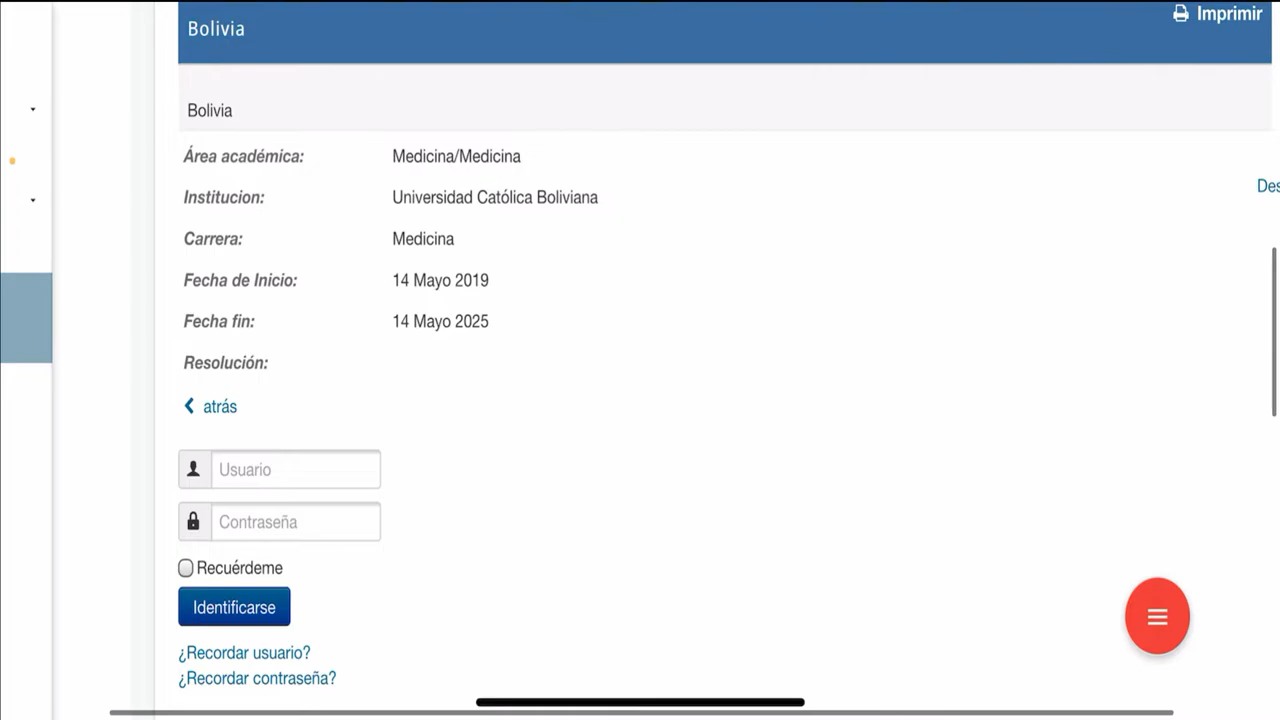 Imprimir
Bolivia
Bolivia
Área académica: Medicina/Medicina
Des
Institucion: Universidad Católica Boliviana
Carrera: Medicina
Fecha de Inicio: 14 Mayo 2019
Fecha fin: 14 Mayo 2025
Resolución:
atrás
Usuario
Contraseña
Recuérdeme
Identificarse
¿Recordar usuario?
¿Recordar contraseña?